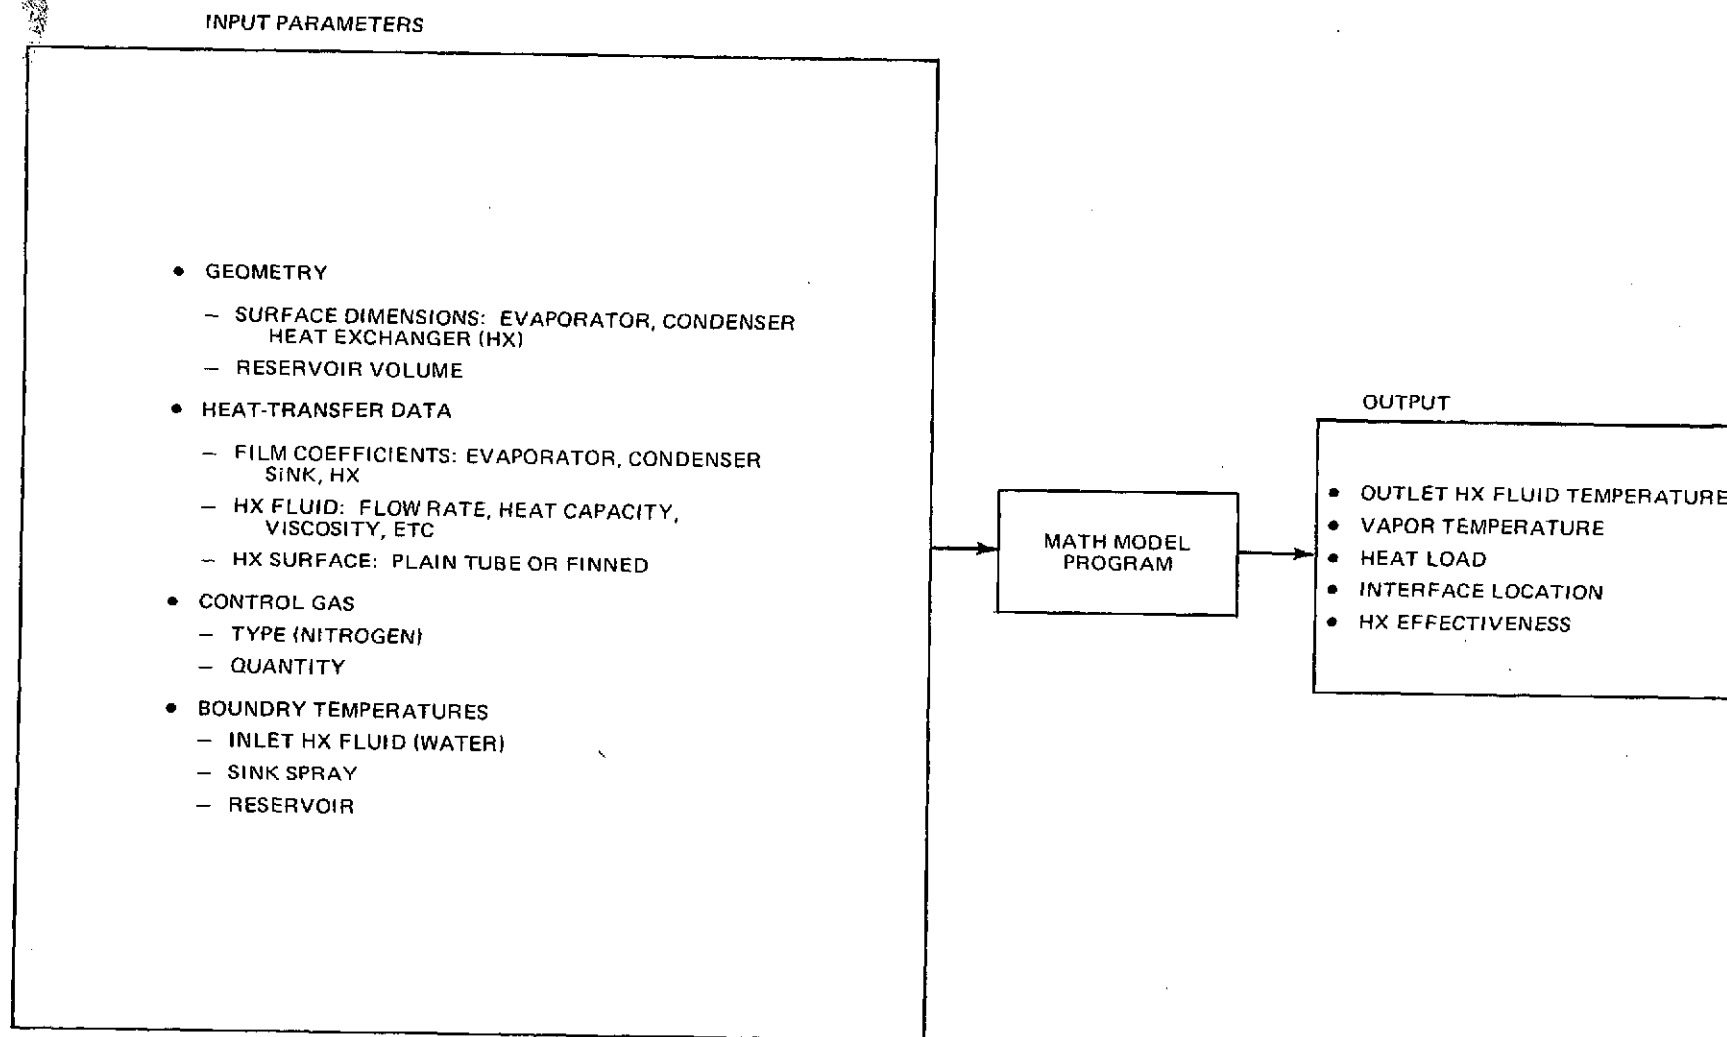 INPUT PARAMETERS
• GEOMETRY
– SURFACE DIMENSIONS: EVAPORATOR, CONDENSER
HEAT EXCHANGER (HX)
– RESERVOIR VOLUME
• HEAT-TRANSFER DATA
– FILM COEFFICIENTS: EVAPORATOR, CONDENSER
SINK, HX
– HX FLUID: FLOW RATE, HEAT CAPACITY,
VISCOSITY, ETC
– HX SURFACE: PLAIN TUBE OR FINNED
• CONTROL GAS
– TYPE (NITROGEN)
– QUANTITY
• BOUNDRY TEMPERATURES
– INLET HX FLUID (WATER)
– SINK SPRAY
– RESERVOIR
MATH MODEL
PROGRAM
OUTPUT
• OUTLET HX FLUID TEMPERATURE
• VAPOR TEMPERATURE
• HEAT LOAD
• INTERFACE LOCATION
• HX EFFECTIVENESS